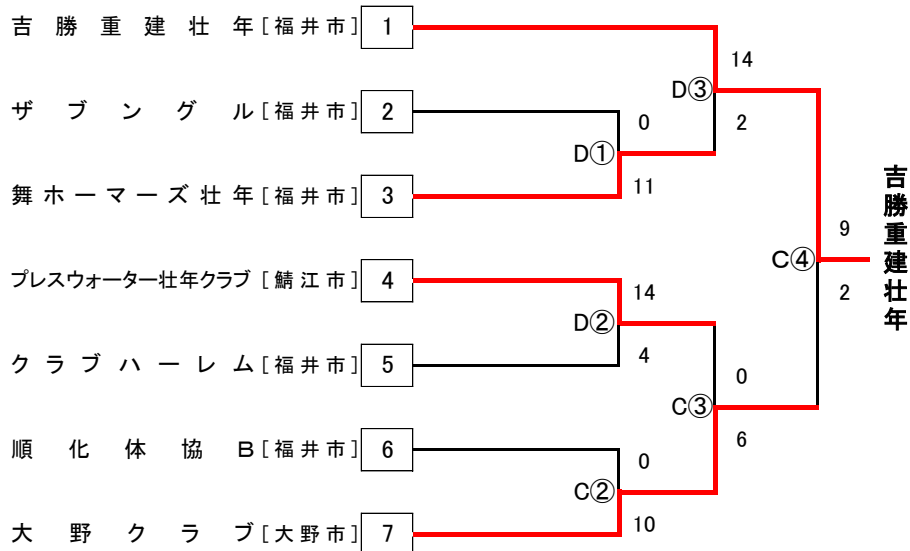 吉勝重建壮年[福井市] 1
14
D③
ザブングル[福井市] 2
0
2
D①
舞ホーマーズ壮年[福井市] 3
11
吉勝重建壮年
9
C④
プレスウォーター壮年クラブ[鯖江市] 4
14
2
D②
クラブハーレム[福井市] 5
4
0
C③
順化体協B[福井市] 6
0
6
C②
大野クラブ[大野市] 7
10